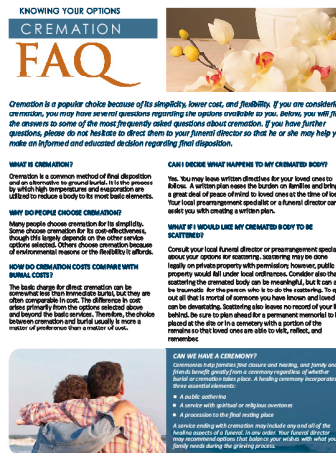 KNOWING YOUR OPTIONS
CREMATION
FAQ
Cremation is a popular choice because of its simplicity, lower cost, and flexibility. If you are
cremation, you may have several questions regarding the options available to you. Below, you will
the answers to some of the most frequently asked questions about cremation. If you have further
questions, please do not hesitate to direct them to your funeral director so that he or she may help
make an informed and educated decision regarding final disposition.
WHAT IS CREMATION?
Cremation is a common method of final disposition
and an alternative to ground burial. It is the process
by which high temperatures and evaporation are
utilized to reduce a body to its most basic elements.
WHY DO PEOPLE CHOOSE CREMATION?
Many people choose cremation for its simplicity.
Some choose cremation for its cost-effectiveness,
though this largely depends on the other service
options selected. Others choose cremation because
of environmental reasons or the flexibility it affords.
HOW DO CREMATION COSTS COMPARE WITH
BURIAL COSTS?
The basic charge for direct cremation can be
somewhat less than immediate burial, but they are
often comparable in cost. The difference in cost
arises primarily from the options selected above
and beyond the basic services. Therefore, the choice
between cremation and burial usually is more a
matter of preference than a matter of cost.
CAN I DECIDE WHAT HAPPENS TO MY CREMATED BODY?
Yes. You may leave written directives for your loved ones to
follow. A written plan eases the burden on families and brings
a great deal of peace of mind to loved ones at the time of
Your local prearrangement specialist or a funeral director can
assist you with creating a written plan.
WHAT IF I WOULD LIKE MY CREMATED BODY TO BE
SCATTERED?
Consult your local funeral director or prearrangement
about your options for scattering. Scattering may be done
legally on private property with permission; however, public
property would fall under local ordinances. Consider also the
scattering the cremated body can be meaningful, but it can
be traumatic for the person who is to do the scattering. To
out all that is mortal of someone you have known and loved
can be devastating. Scattering also leaves no record of your
behind. Be sure to plan ahead for a permanent memorial to
placed at the site or in a cemetery with a portion of the
remains so that loved ones are able to visit, reflect, and
remember.
CAN WE HAVE A CEREMONY?
Ceremonies help families find closure and healing, and family and
friends benefit greatly from a ceremony regardless of whether
burial or cremation takes place. A healing ceremony incorporates
three essential elements:
■ A public gathering
■ A service with spiritual or religious overtones
■ A procession to the final resting place
A service ending with cremation may include any and all of the
healing aspects of a funeral, in any order. Your funeral director
may recommend options that balance your wishes with what your
family needs during the grieving process.